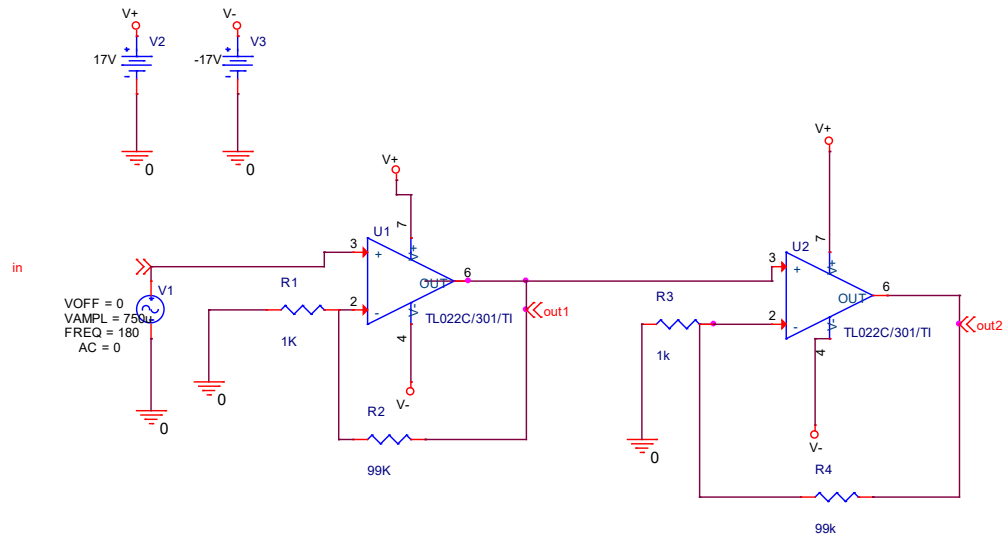 V+
V-
V2
V3
17V
-17V
0
0
V+
V+
7
U1
3
V+
+
6
OUT
in
V1
VOFF = 0
VAMPL = 750u
FREQ = 180
AC = 0
R1
1K
2
-
V-
4
TL022C/301/TI
out1
V-
0
0
R2
99K
7
U2
3
V+
+
6
OUT
R3
1k
2
-
V-
4
TL022C/301/TI
out2
0
V-
R4
99k